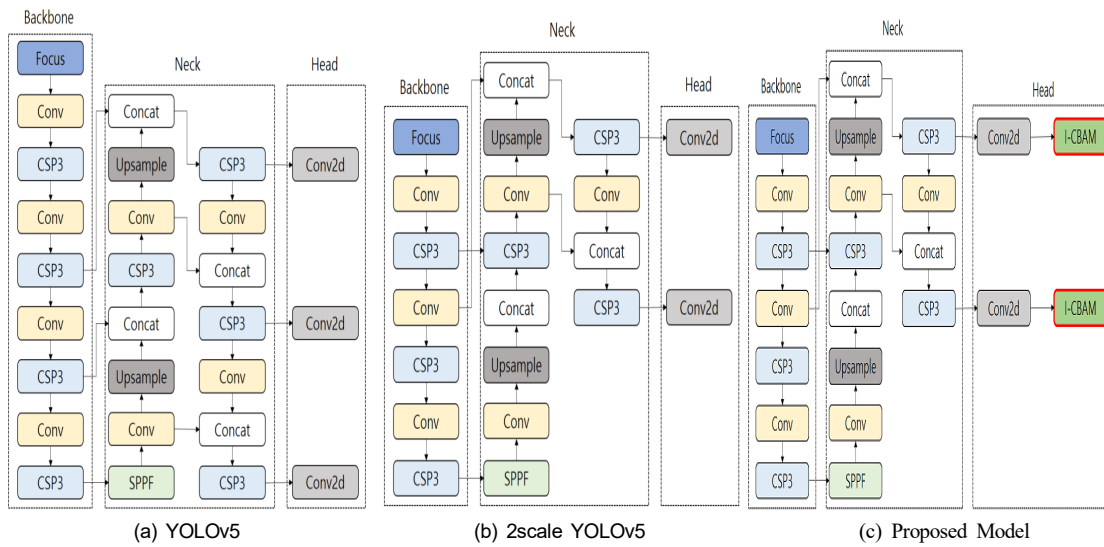 Backbone
Focus
Conv
CSP3
Conv
CSP3
Conv
CSP3
Conv
CSP3
Neck
Concat
Upsample
Conv
CSP3
Concat
Upsample
Conv
SPPF
CSP3
Conv
Concat
CSP3
Conv
Concat
CSP3
Head
Conv2d
Conv2d
Conv2d
(a) YOLOv5
Backbone
Focus
Conv
CSP3
Conv
CSP3
Conv
CSP3
Neck
Concat
Upsample
Conv
CSP3
Concat
Upsample
Conv
SPPF
CSP3
Conv
Concat
CSP3
Head
Conv2d
Conv2d
(b) 2scale YOLOv5
Backbone
Focus
Conv
CSP3
Conv
CSP3
Conv
CSP3
Neck
Concat
Upsample
Conv
CSP3
Concat
Upsample
Conv
SPPF
CSP3
Conv
Concat
CSP3
Head
Conv2d
I-CBAM
Conv2d
I-CBAM
(c) Proposed Model